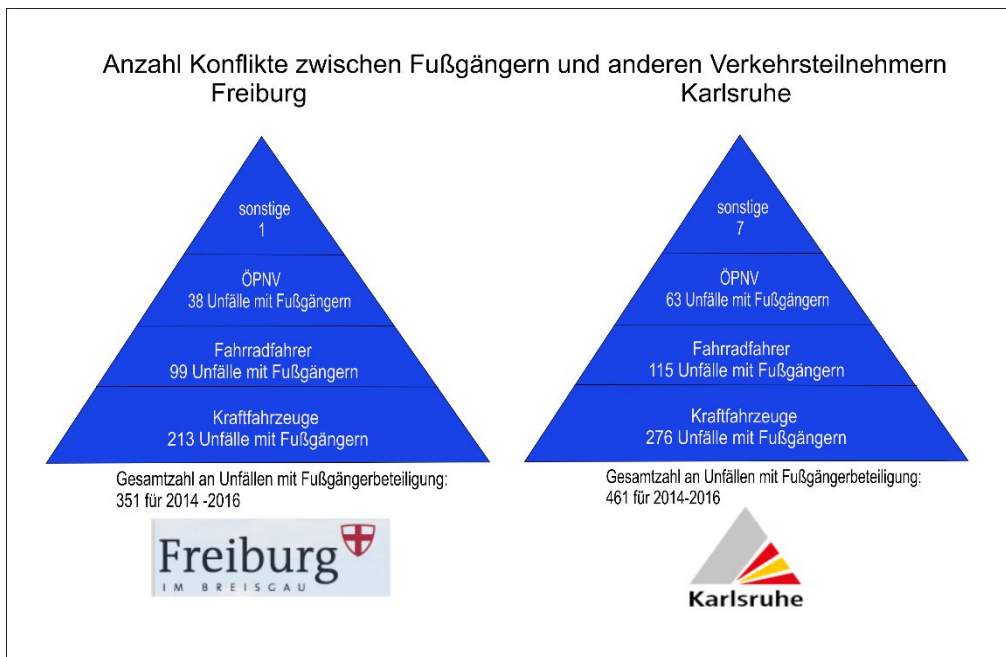 Anzahl Konflikte zwischen Fußgängern und anderen Verkehrsteilnehmern
Freiburg
Karlsruhe
sonstige
1
ÖPNV
38 Unfälle mit Fußgängern
Fahrradfahrer
99 Unfälle mit Fußgängern
Kraftfahrzeuge
213 Unfälle mit Fußgängern
Gesamtzahl an Unfällen mit Fußgängerbeteiligung:
351 für 2014 -2016
Freiburg
IM BREISGAU
sonstige
7
ÖPNV
63 Unfälle mit Fußgängern
Fahrradfahrer
115 Unfälle mit Fußgängern
Kraftfahrzeuge
276 Unfälle mit Fußgängern
Gesamtzahl an Unfällen mit Fußgängerbeteiligung:
461 für 2014-2016
Karlsruhe